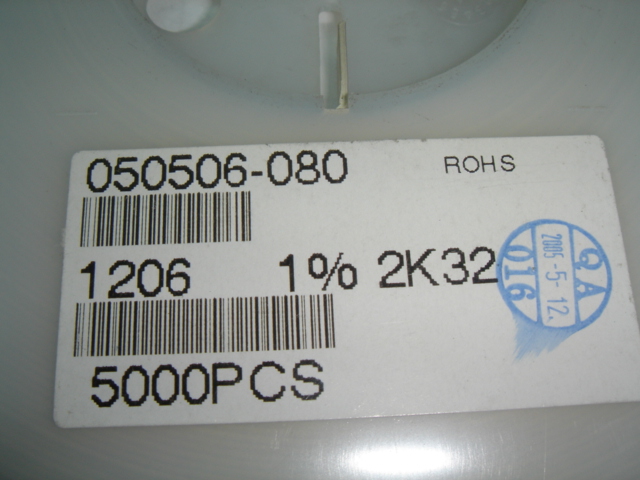 050506-080
ROHS
1206 1% 2K32
QA
2005-5-12.
016
5000PCS